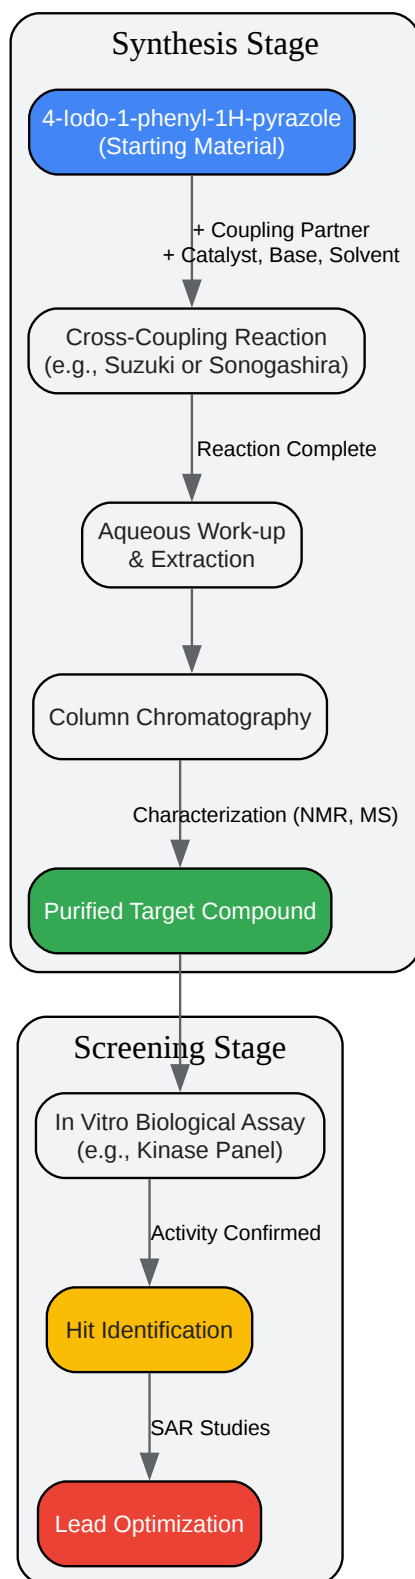 Synthesis Stage
4-Iodo-1-phenyl-1H-pyrazole
(Starting Material)
+ Coupling Partner
+ Catalyst, Base, Solvent
Cross-Coupling Reaction
(e.g., Suzuki or Sonogashira)
Reaction Complete
Aqueous Work-up
& Extraction
Column Chromatography
Characterization (NMR, MS)
Purified Target Compound
Screening Stage
In Vitro Biological Assay
(e.g., Kinase Panel)
Activity Confirmed
Hit Identification
SAR Studies
Lead Optimization